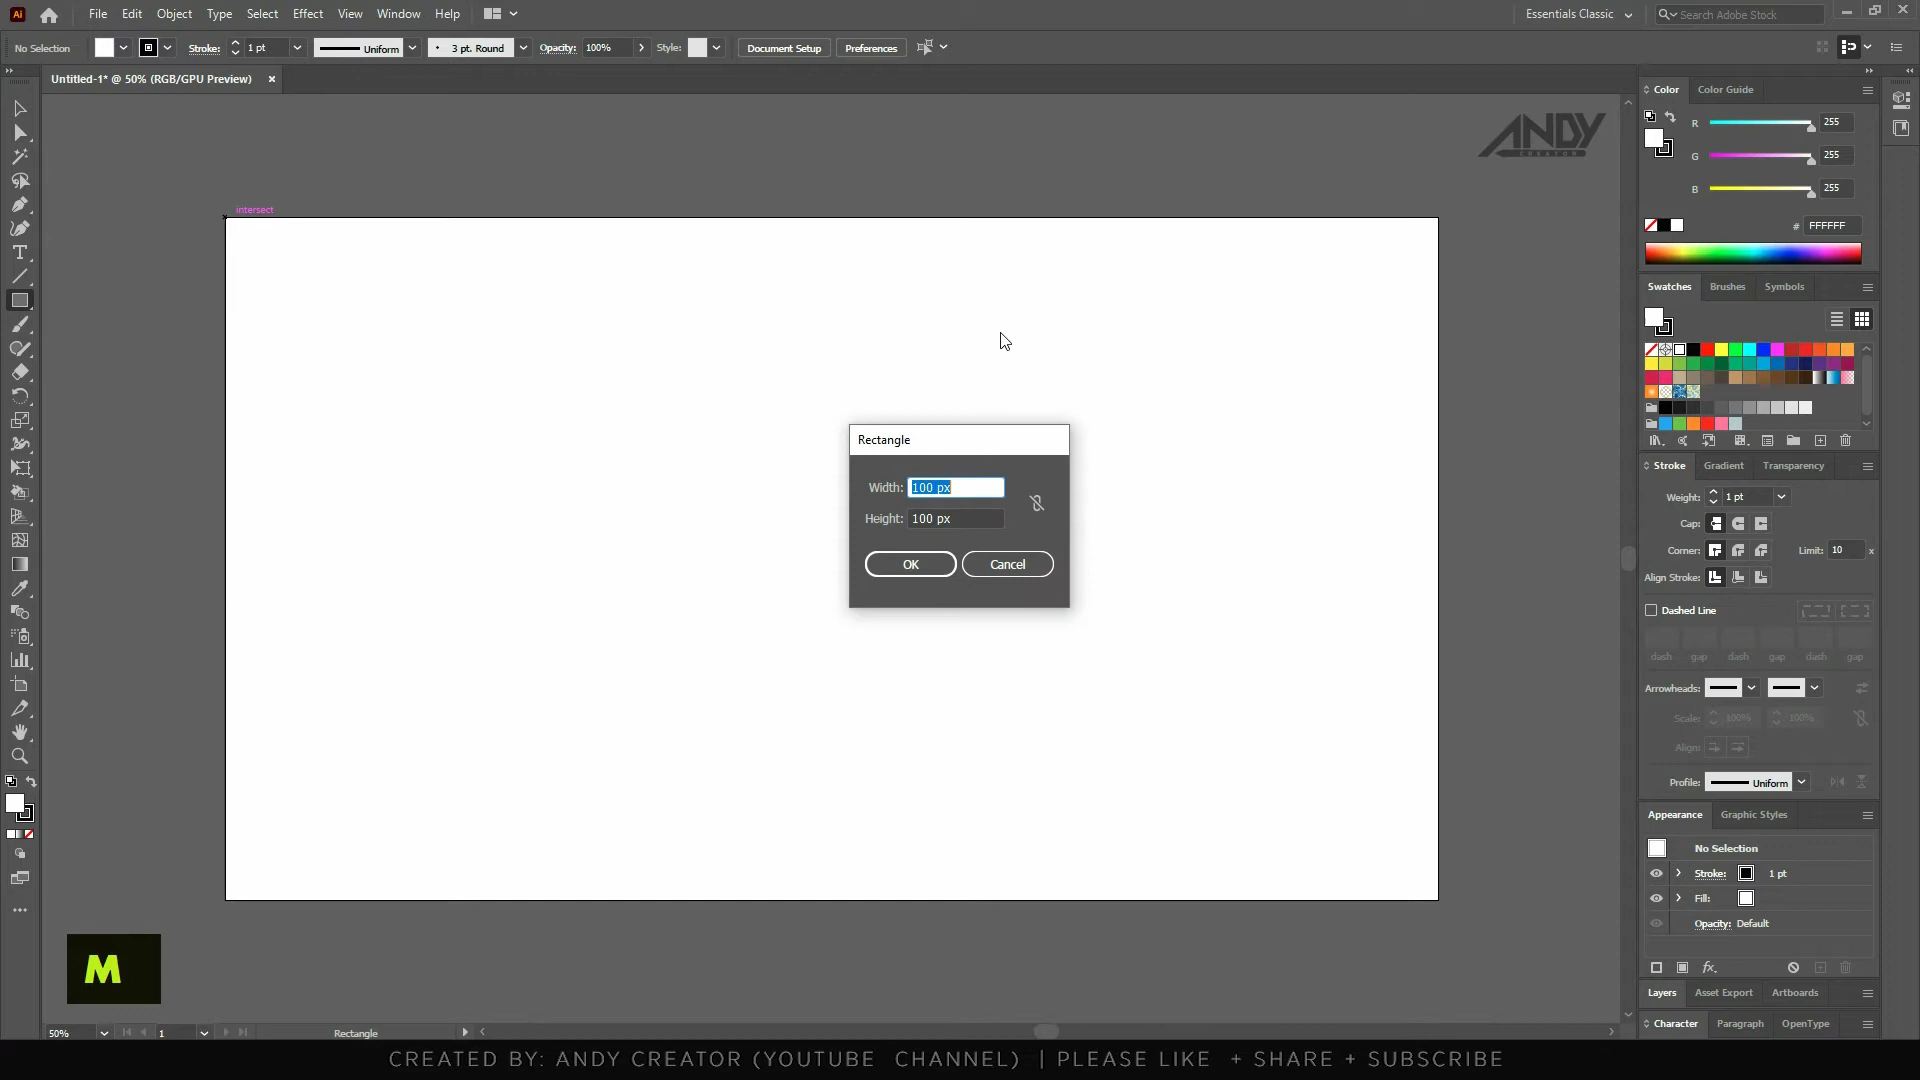 Ai File Edit Object Type Select Effect View Window Help Essentials Classic Search Adobe Stock
No Selection Stroke: 1 pt Uniform 3 pt. Round Opacity: 100% Style: Document Setup Preferences
Untitled-1* @ 50% (RGB/GPU Preview)
Color Color Guide
R 255
G 255
B 255
# FFFFFF
ANDY
CREATOR
intersect
Swatches Brushes Symbols
Rectangle
Width: 100 px
Height: 100 px
OK Cancel
Stroke Gradient Transparency
Weight: 1 pt
Cap:
Corner: Limit: 10 x
Align Stroke:
Dashed Line
dash gap dash gap dash gap
Arrowheads:
Scale: 100% 100%
Align:
Profile: Uniform
Appearance Graphic Styles
No Selection
Stroke: 1 pt
Fill:
Opacity: Default
fx
Layers Asset Export Artboards
Character Paragraph OpenType
M
50% 1 Rectangle
CREATED BY: ANDY CREATOR (YOUTUBE CHANNEL) | PLEASE LIKE + SHARE + SUBSCRIBE